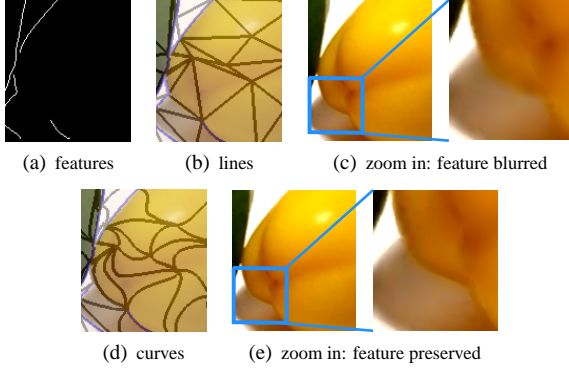 (a) features
(b) lines
(c) zoom in: feature blurred
(d) curves
(e) zoom in: feature preserved